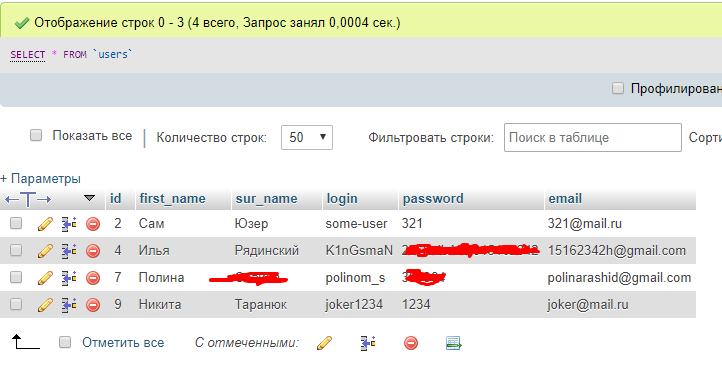 Отображение строк 0 - 3 (4 всего, Запрос занял 0,0004 сек.)
SELECT * FROM `users`
Профилирован
Показать все Количество строк: 50 Фильтровать строки: Поиск в таблице Сорти
+ Параметры
id first_name sur_name login password email
2 Сам Юзер some-user 321 321@mail.ru
4 Илья Рядинский K1nGsmaN 15162342h@gmail.com
7 Полина polinom_s polinarashid@gmail.com
9 Никита Таранюк joker1234 1234 joker@mail.ru
Отметить все С отмеченными: